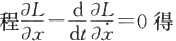 程∂L/∂x − d/dt ∂L/∂ẋ = 0 得